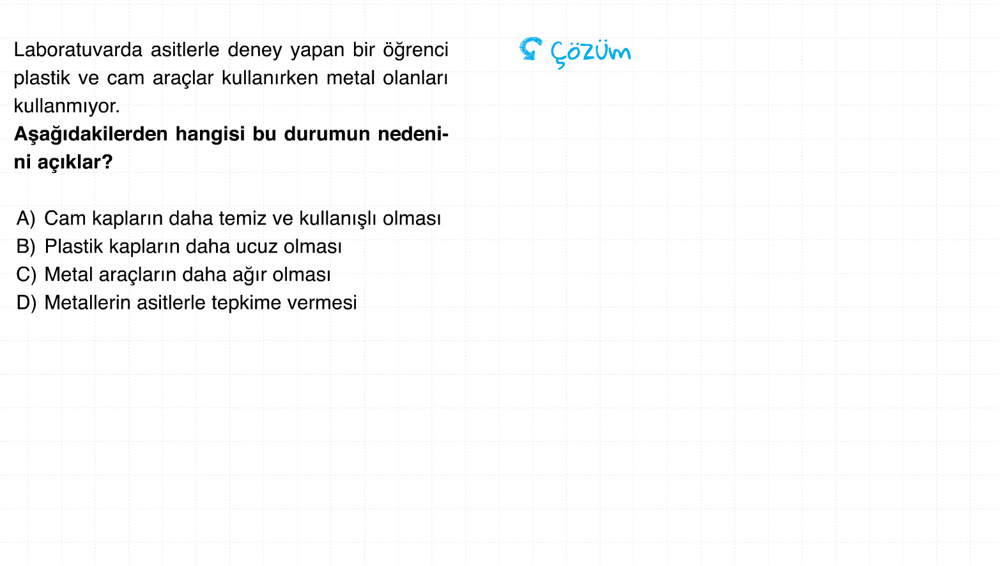 Laboratuvarda asitlerle deney yapan bir öğrenci
plastik ve cam araçlar kullanırken metal olanları
kullanmıyor.
Aşağıdakilerden hangisi bu durumun nedeni-
ni açıklar?
A) Cam kapların daha temiz ve kullanışlı olması
B) Plastik kapların daha ucuz olması
C) Metal araçların daha ağır olması
D) Metallerin asitlerle tepkime vermesi
Çözüm